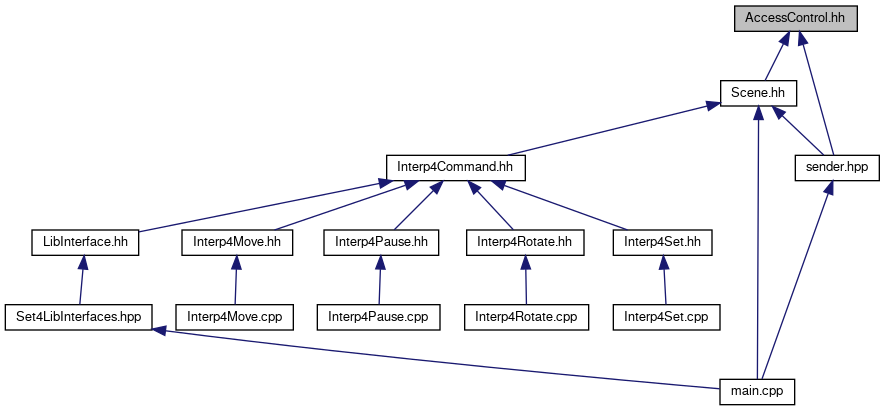 AccessControl.hh
Scene.hh
Interp4Command.hh
sender.hpp
LibInterface.hh
Interp4Move.hh
Interp4Pause.hh
Interp4Rotate.hh
Interp4Set.hh
Set4LibInterfaces.hpp
Interp4Move.cpp
Interp4Pause.cpp
Interp4Rotate.cpp
Interp4Set.cpp
main.cpp